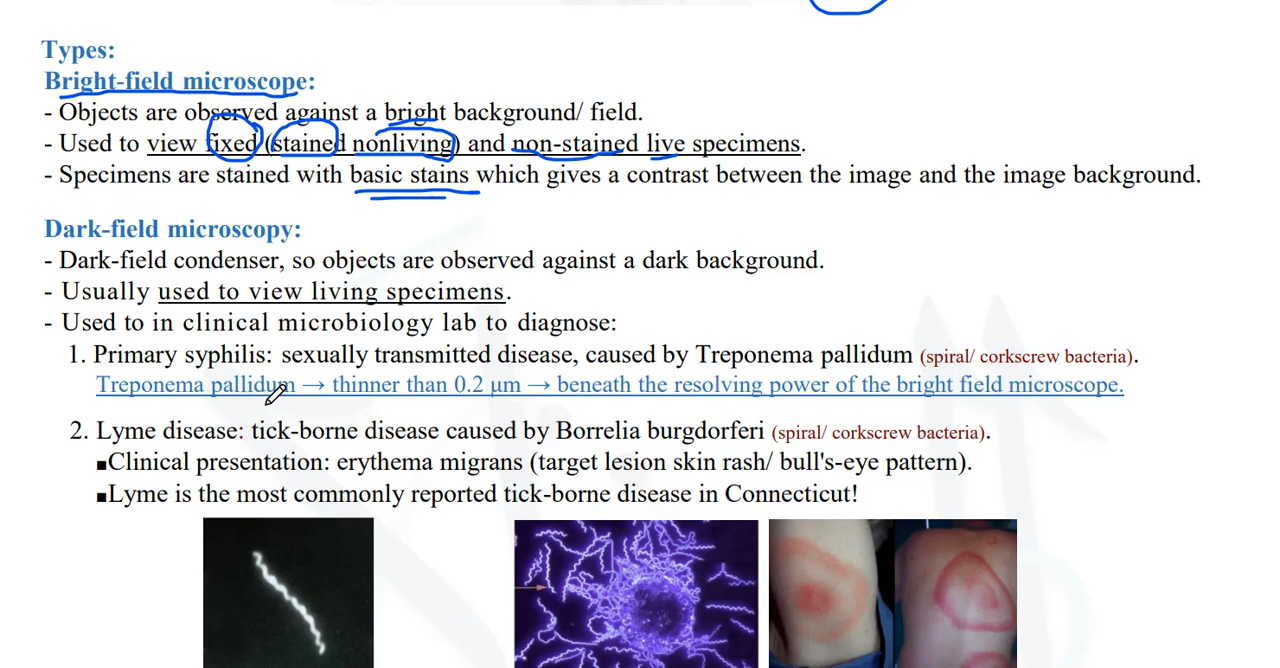 Types:
Bright-field microscope:
- Objects are observed against a bright background/ field.
- Used to view fixed (stained nonliving) and non-stained live specimens.
- Specimens are stained with basic stains which gives a contrast between the image and the image background.
Dark-field microscopy:
- Dark-field condenser, so objects are observed against a dark background.
- Usually used to view living specimens.
- Used to in clinical microbiology lab to diagnose:
1. Primary syphilis: sexually transmitted disease, caused by Treponema pallidum (spiral/ corkscrew bacteria).
Treponema pallidum → thinner than 0.2 μm → beneath the resolving power of the bright field microscope.
2. Lyme disease: tick-borne disease caused by Borrelia burgdorferi (spiral/ corkscrew bacteria).
■Clinical presentation: erythema migrans (target lesion skin rash/ bull's-eye pattern).
■Lyme is the most commonly reported tick-borne disease in Connecticut!